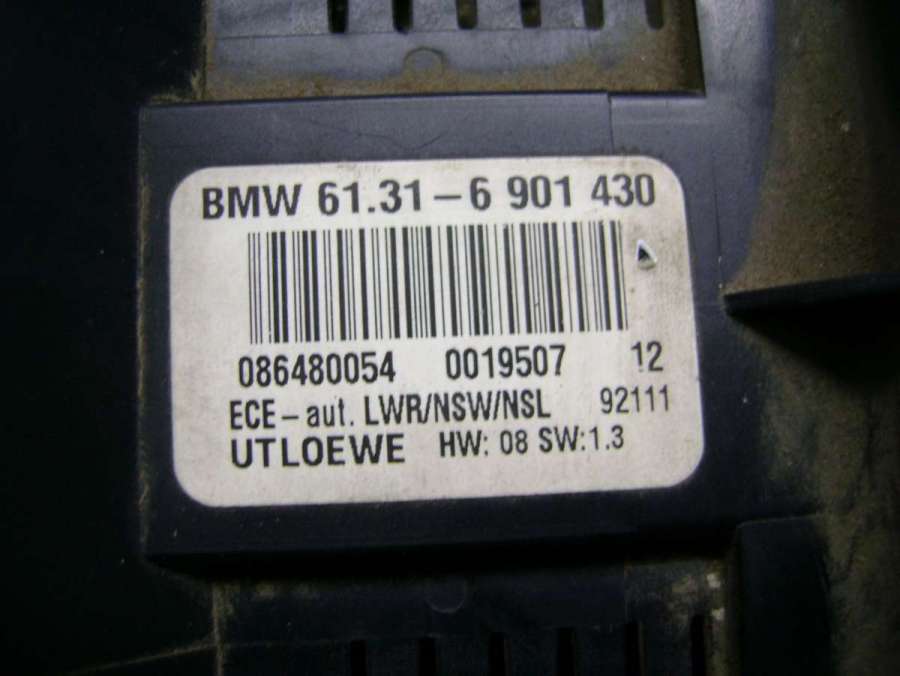 BMW 61.31-6 901 430
086480054 0019507 12
ECE-aut. LWR/NSW/NSL 92111
UTLOEWE HW: 08 SW:1.3